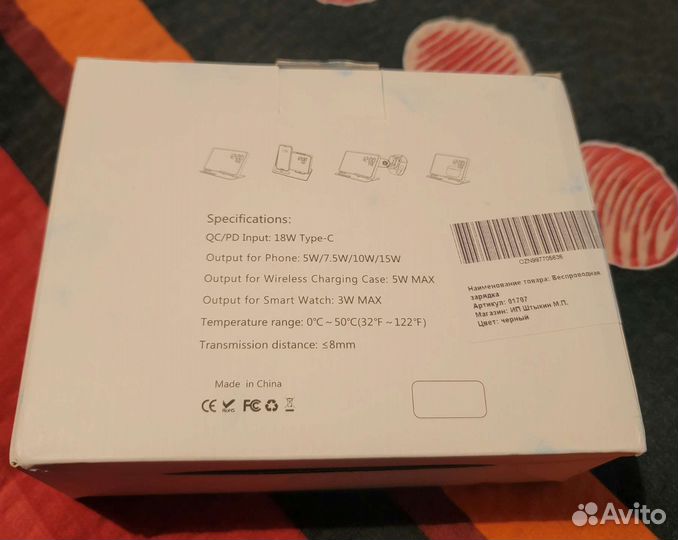 Specifications:
QC/PD Input: 18W Type-C
Output for Phone: 5W/7.5W/10W/15W
Output for Wireless Charging Case: 5W MAX
Output for Smart Watch: 3W MAX
Temperature range: 0℃~50℃(32°F~122°F)
Transmission distance: ≤8mm
Made in China
CE RoHS FC
OZN997705836
Наименование товара: Беспроводная
зарядка
Артикул: 91797
Магазин: ИП Штыкин М.П.
Цвет: черный
Avito